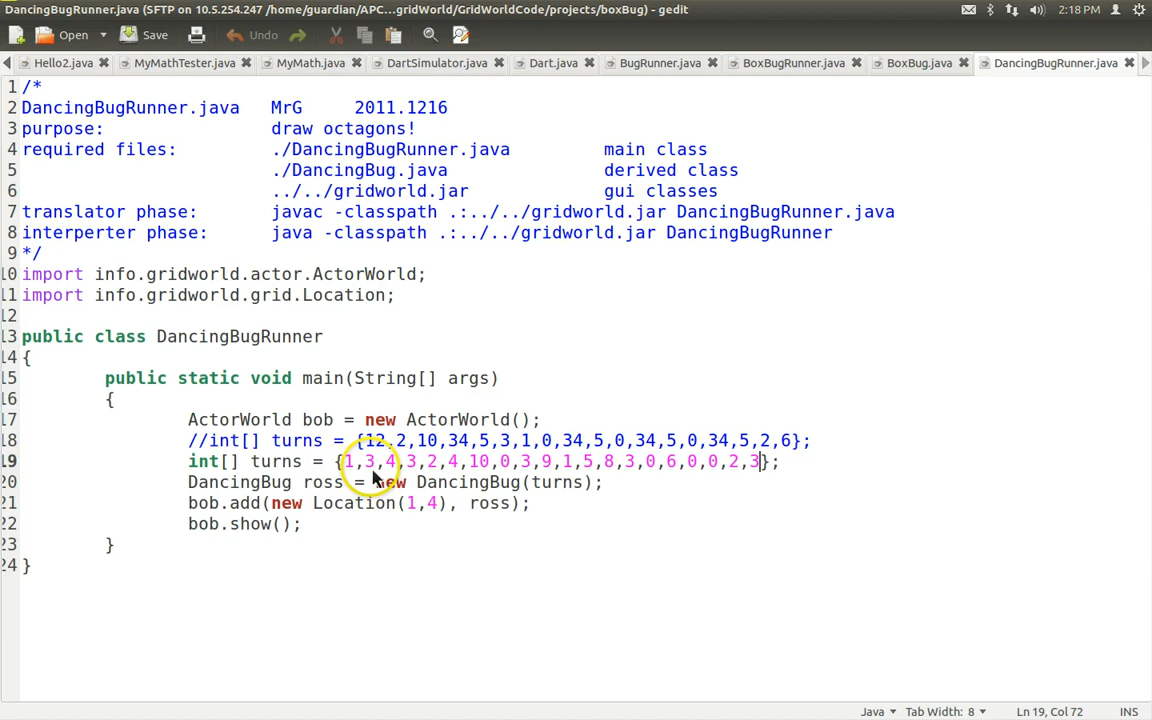 DancingBugRunner.java (SFTP on 10.5.254.247 /home/guardian/APC...gridWorld/GridWorldCode/projects/boxBug) - gedit
2:18 PM
Open Save Undo
Hello2.java MyMathTester.java MyMath.java DartSimulator.java Dart.java BugRunner.java BoxBugRunner.java BoxBug.java DancingBugRunner.java
1 /*
2 DancingBugRunner.java MrG 2011.1216
3 purpose: draw octagons!
4 required files: ./DancingBugRunner.java main class
5 ./DancingBug.java derived class
6 ../../gridworld.jar gui classes
7 translator phase: javac -classpath .:../../gridworld.jar DancingBugRunner.java
8 interperter phase: java -classpath .:../../gridworld.jar DancingBugRunner
9 */
10 import info.gridworld.actor.ActorWorld;
11 import info.gridworld.grid.Location;
12
13 public class DancingBugRunner
14 {
15 public static void main(String[] args)
16 {
17 ActorWorld bob = new ActorWorld();
18 //int[] turns = {12,2,10,34,5,3,1,0,34,5,0,34,5,0,34,5,2,6};
19 int[] turns = {1,3,4,3,2,4,10,0,3,9,1,5,8,3,0,6,0,0,2,3};
20 DancingBug ross = new DancingBug(turns);
21 bob.add(new Location(1,4), ross);
22 bob.show();
23 }
24 }
Java Tab Width: 8 Ln 19, Col 72 INS